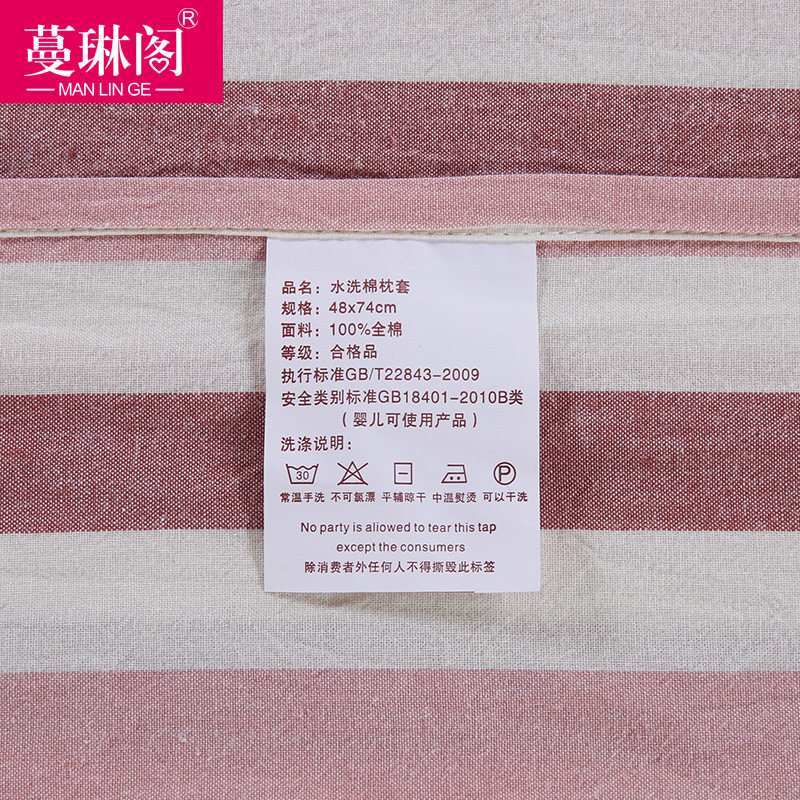 蔓琳阁®
MAN LIN GE
品名：水洗棉枕套
规格：48x74cm
面料：100%全棉
等级：合格品
执行标准GB/T22843-2009
安全类别标准GB18401-2010B类
（婴儿可使用产品）
洗涤说明：
30 P
常温手洗 不可氯漂 平辅晾干 中温熨烫 可以干洗
No party is allowed to tear this tap
except the consumers
除消费者外任何人不得撕毁此标签